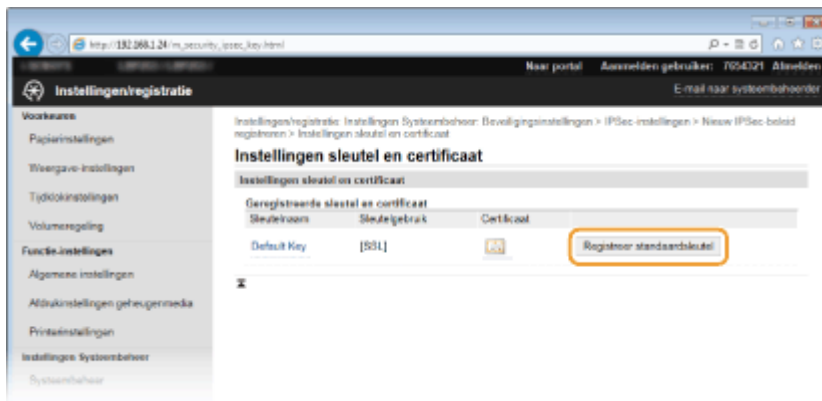 http://192.168.1.24/m_security_ipsec_key.html
Naar portal Aanmelden gebruiker: 7654321 Afmelden
Instellingen/registratie
E-mail naar systeembeheerder
Voorkeuren
Papierinstellingen
Weergave-instellingen
Tijdklokinstellingen
Volumeregeling
Functie-instellingen
Algemene instellingen
Afdrukinstellingen geheugenmedia
Printerinstellingen
Instellingen Systeembeheer
Systeembeheer
Instellingen/registratie: Instellingen Systeembeheer: Beveiligingsinstellingen > IPSec-instellingen > Nieuw IPSec-beleid
registreren > Instellingen sleutel en certificaat
Instellingen sleutel en certificaat
Instellingen sleutel en certificaat
Geregistreerde sleutel en certificaat
Sleutelnaam Sleutelgebruik Certificaat
Default Key [SSL] Registreer standaardsleutel